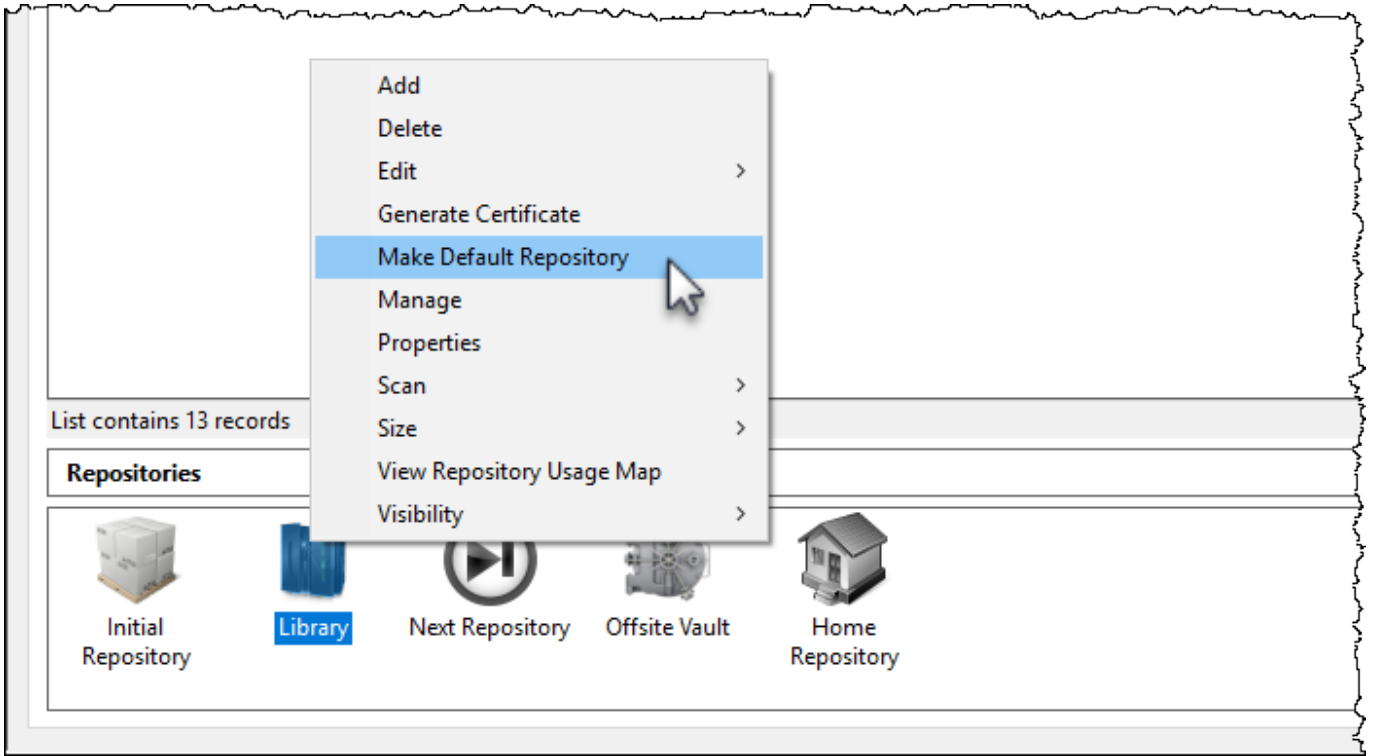 Add
Delete
Edit
Generate Certificate
Make Default Repository
Manage
Properties
Scan
List contains 13 records
Size
Repositories
View Repository Usage Map
Visibility
Initial
Repository
Library
Next Repository
Offsite Vault
Home
Repository